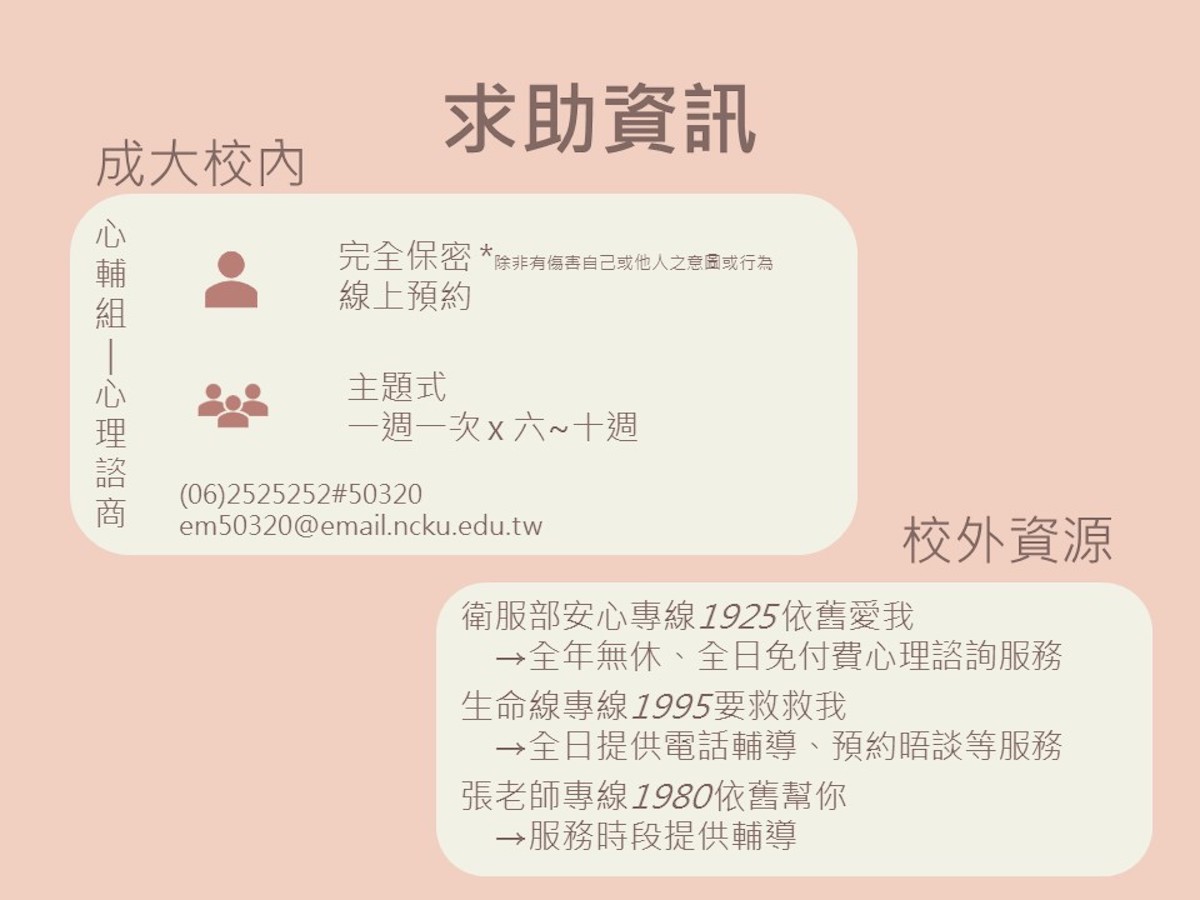 求助資訊
成大校內
心輔組—心理諮商
完全保密 *除非有傷害自己或他人之意圖或行為
線上預約
主題式
一週一次 x 六~十週
(06)2525252#50320
em50320@email.ncku.edu.tw
校外資源
衛服部安心專線1925依舊愛我
→全年無休、全日免付費心理諮詢服務
生命線專線1995要救救我
→全日提供電話輔導、預約晤談等服務
張老師專線1980依舊幫你
→服務時段提供輔導